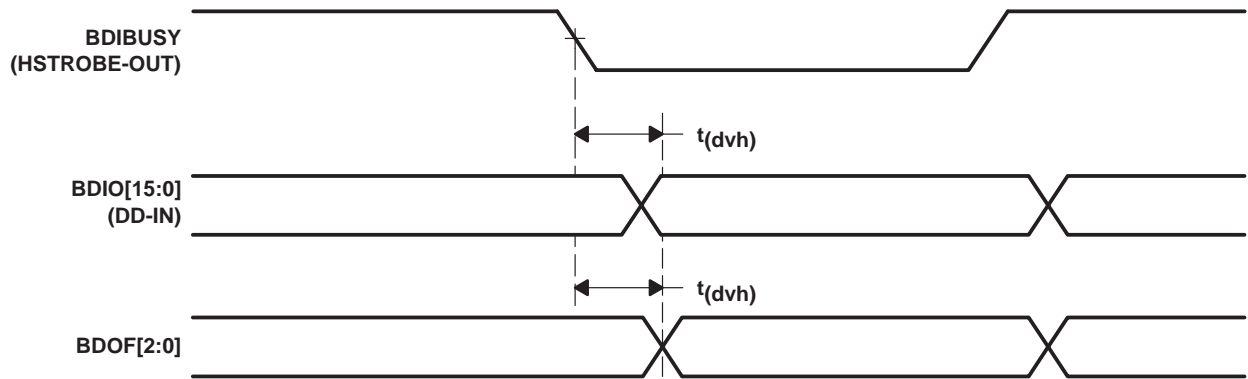 BDIBUSY
(HSTROBE-OUT)
t(dvh)
BDIO[15:0]
(DD-IN)
t(dvh)
BDOF[2:0]